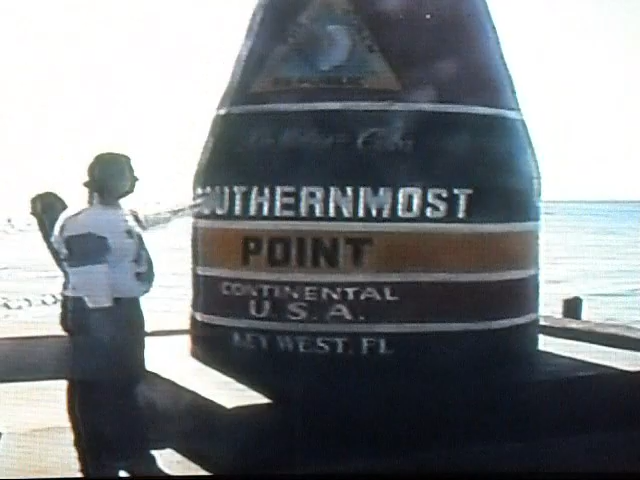 SOUTHERNMOST
POINT
CONTINENTAL
U.S.A.
KEY WEST, FL